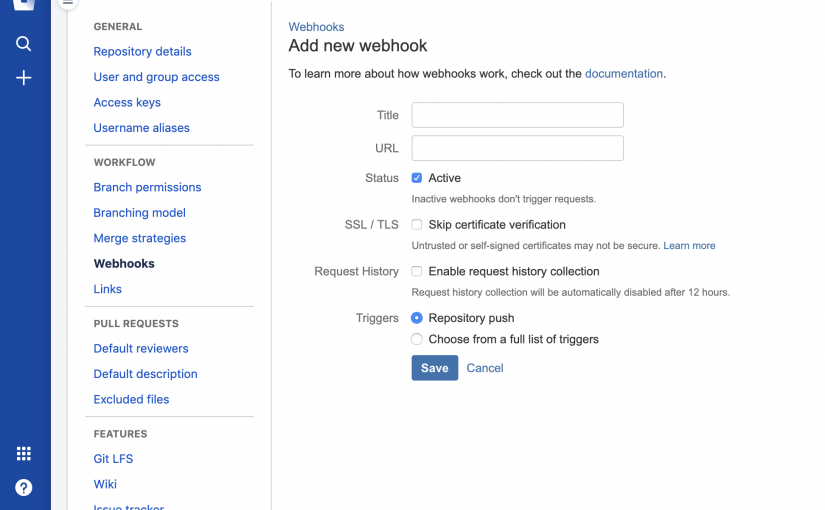 GENERAL
Repository details
User and group access
Access keys
Username aliases
WORKFLOW
Branch permissions
Branching model
Merge strategies
Webhooks
Links
PULL REQUESTS
Default reviewers
Default description
Excluded files
FEATURES
Git LFS
Wiki
Issue tracker
Webhooks
Add new webhook
To learn more about how webhooks work, check out the documentation.
Title
URL
Status Active
Inactive webhooks don't trigger requests.
SSL / TLS Skip certificate verification
Untrusted or self-signed certificates may not be secure. Learn more
Request History Enable request history collection
Request history collection will be automatically disabled after 12 hours.
Triggers Repository push
Choose from a full list of triggers
Save Cancel